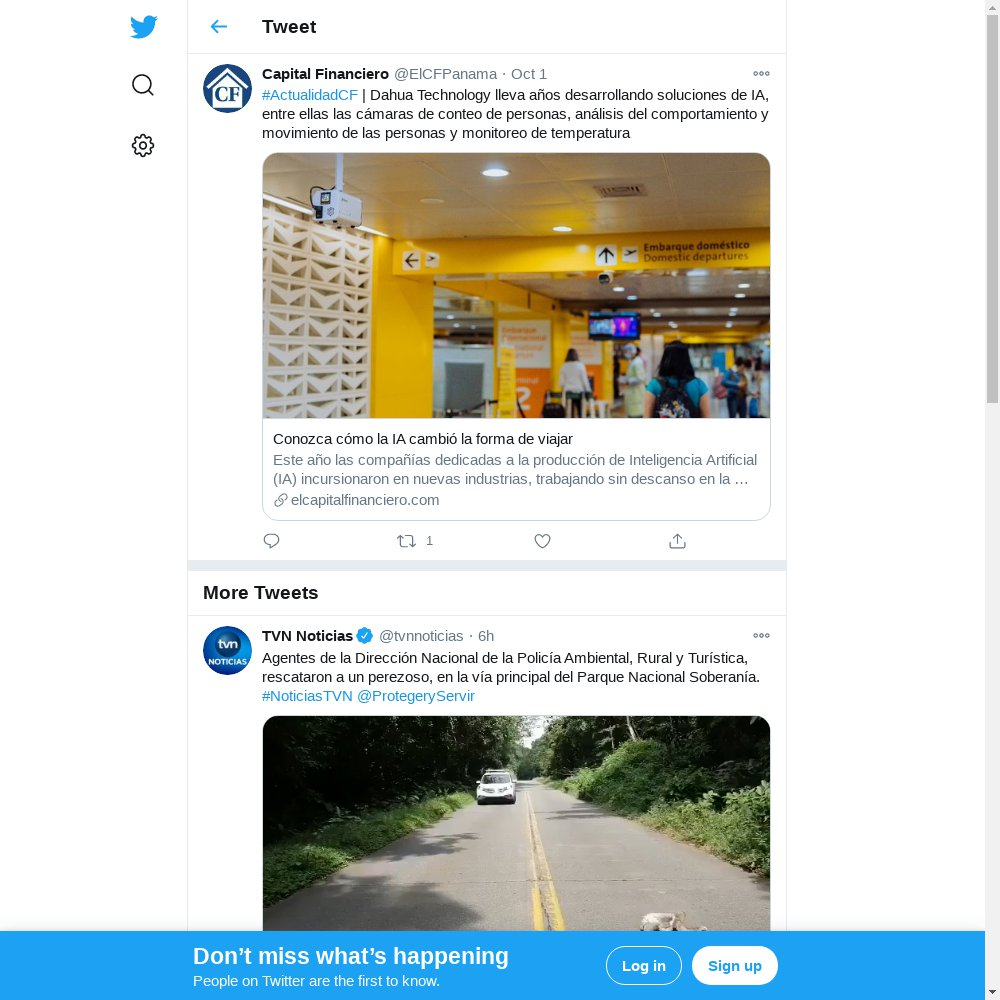 Tweet
Capital Financiero @ElCFPanama · Oct 1
#ActualidadCF | Dahua Technology lleva años desarrollando soluciones de IA,
entre ellas las cámaras de conteo de personas, análisis del comportamiento y
movimiento de las personas y monitoreo de temperatura
CF
Embarque doméstico
Domestic departures
Embarque
Terminal
2
Conozca cómo la IA cambió la forma de viajar
Este año las compañías dedicadas a la producción de Inteligencia Artificial
(IA) incursionaron en nuevas industrias, trabajando sin descanso en la …
elcapitalfinanciero.com
1
More Tweets
TVN Noticias @tvnnoticias · 6h
tvn
NOTICIAS
Agentes de la Dirección Nacional de la Policía Ambiental, Rural y Turística,
rescataron a un perezoso, en la vía principal del Parque Nacional Soberanía.
#NoticiasTVN @ProtegeryServir
Don’t miss what’s happening
People on Twitter are the first to know.
Log in
Sign up